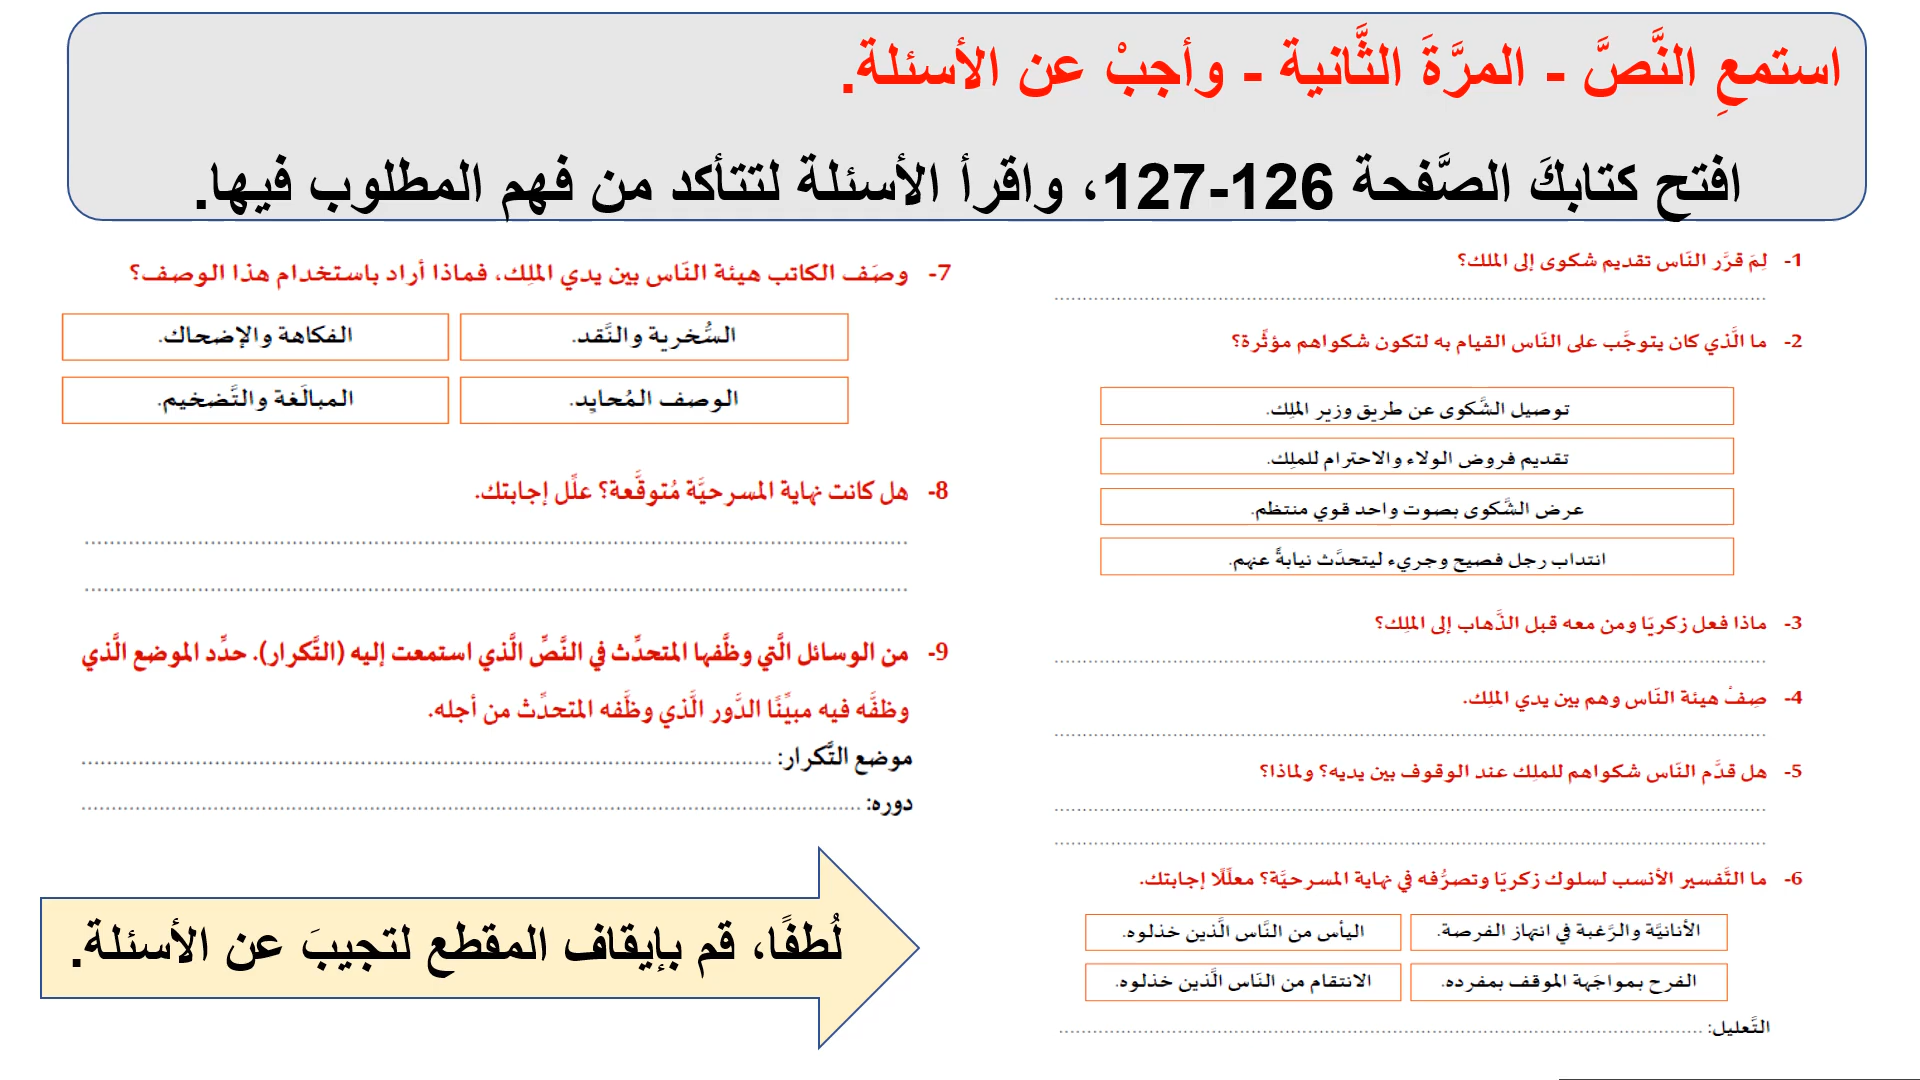 استمعِ النَّصَّ - المرَّةَ الثَّانية - وأجبْ عن الأسئلة.
افتح كتابكَ الصَّفحة 126-127، واقرأ الأسئلة لتتأكد من فهم المطلوب فيها.
1- لِمَ قرَّر النَّاس تقديم شكوى إلى الملك؟
2- ما الَّذي كان يتوجَّب على النَّاس القيام به لتكون شكواهم مؤثِّرة؟
توصيل الشَّكوى عن طريق وزير الملِك.
تقديم فروض الولاء والاحترام للملِك.
عرض الشَّكوى بصوت واحد قوي منتظم.
انتداب رجل فصيح وجريء ليتحدَّث نيابةً عنهم.
3- ماذا فعل زكريّا ومن معه قبل الذَّهاب إلى الملِك؟
4- صِفْ هيئة النَّاس وهم بين يدي الملِك.
5- هل قدَّم النَّاس شكواهم للملِك عند الوقوف بين يديه؟ ولماذا؟
6- ما التَّفسير الأنسب لسلوك زكريّا وتصرُّفه في نهاية المسرحيَّة؟ معلِّلًا إجابتك.
الأنانيَّة والرَّغبة في انتهاز الفرصة.
اليأس من النَّاس الَّذين خذلوه.
الفرح بمواجَهة الموقف بمفرده.
الانتقام من النَّاس الَّذين خذلوه.
التَّعليل:
7- وصَف الكاتب هيئة النَّاس بين يدي الملِك، فماذا أراد باستخدام هذا الوصف؟
السُّخرية والنَّقد.
الفكاهة والإضحاك.
الوصف المُحايِد.
المبالَغة والتَّضخيم.
8- هل كانت نهاية المسرحيَّة مُتوقَّعة؟ علِّل إجابتك.
9- من الوسائل الَّتي وظَّفها المتحدِّث في النَّصِّ الَّذي استمعت إليه (التَّكرار). حدِّد الموضع الَّذي
وظفَّه فيه مبيِّنًا الدَّور الَّذي وظَّفه المتحدِّث من أجله.
موضع التَّكرار:
دوره:
لُطفًا، قم بإيقاف المقطع لتجيبَ عن الأسئلة.